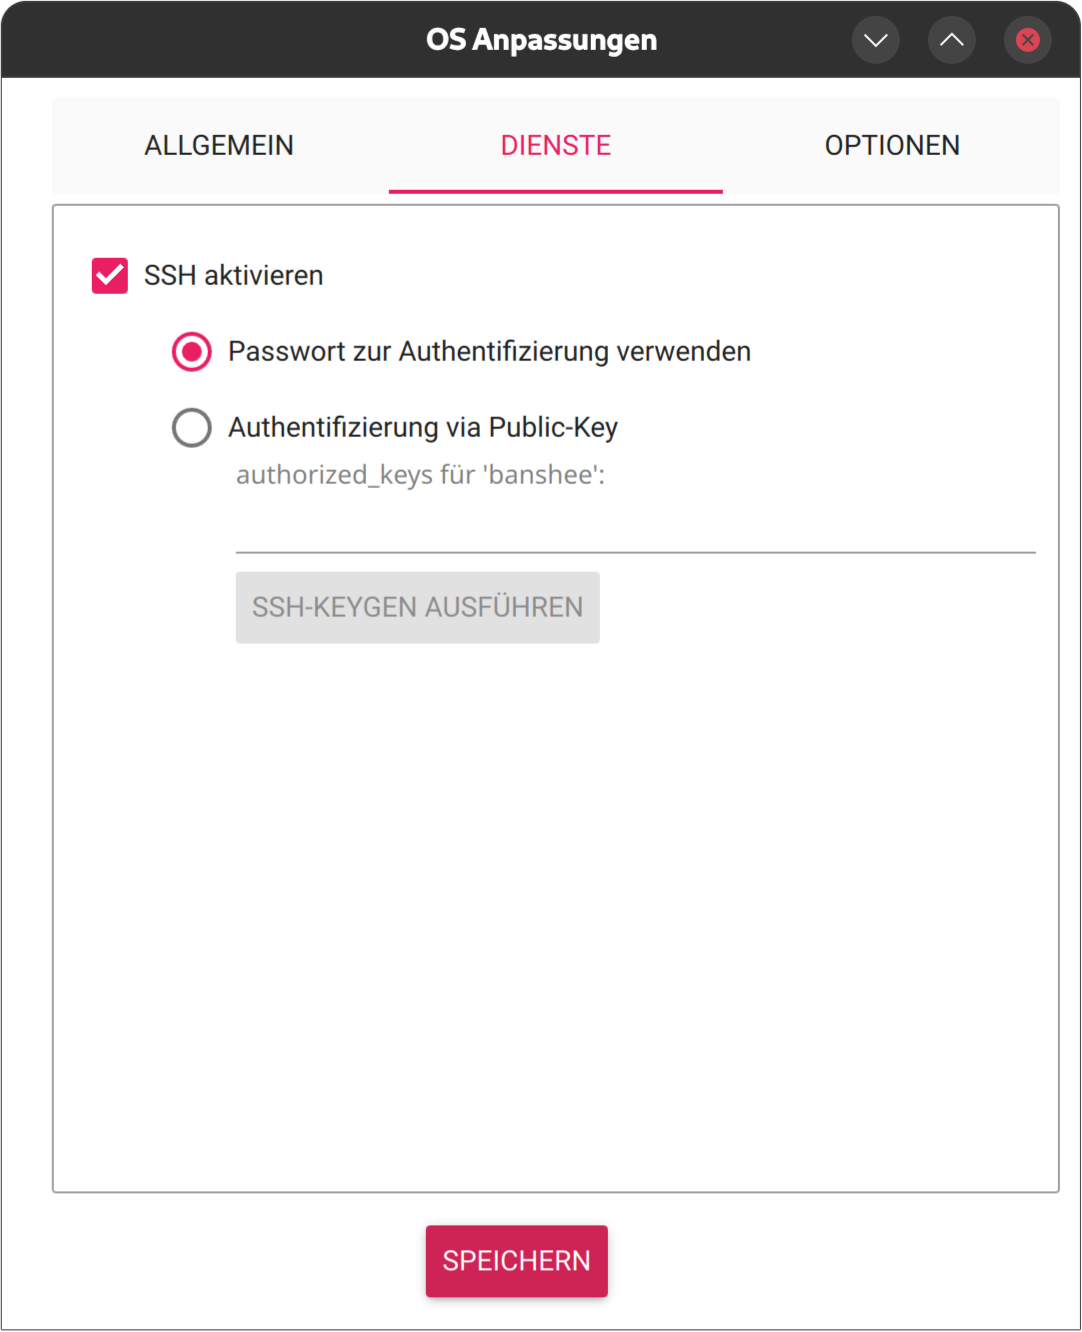 OS Anpassungen
ALLGEMEIN DIENSTE OPTIONEN
SSH aktivieren
Passwort zur Authentifizierung verwenden
Authentifizierung via Public-Key
authorized_keys für 'banshee':
SSH-KEYGEN AUSFÜHREN
SPEICHERN